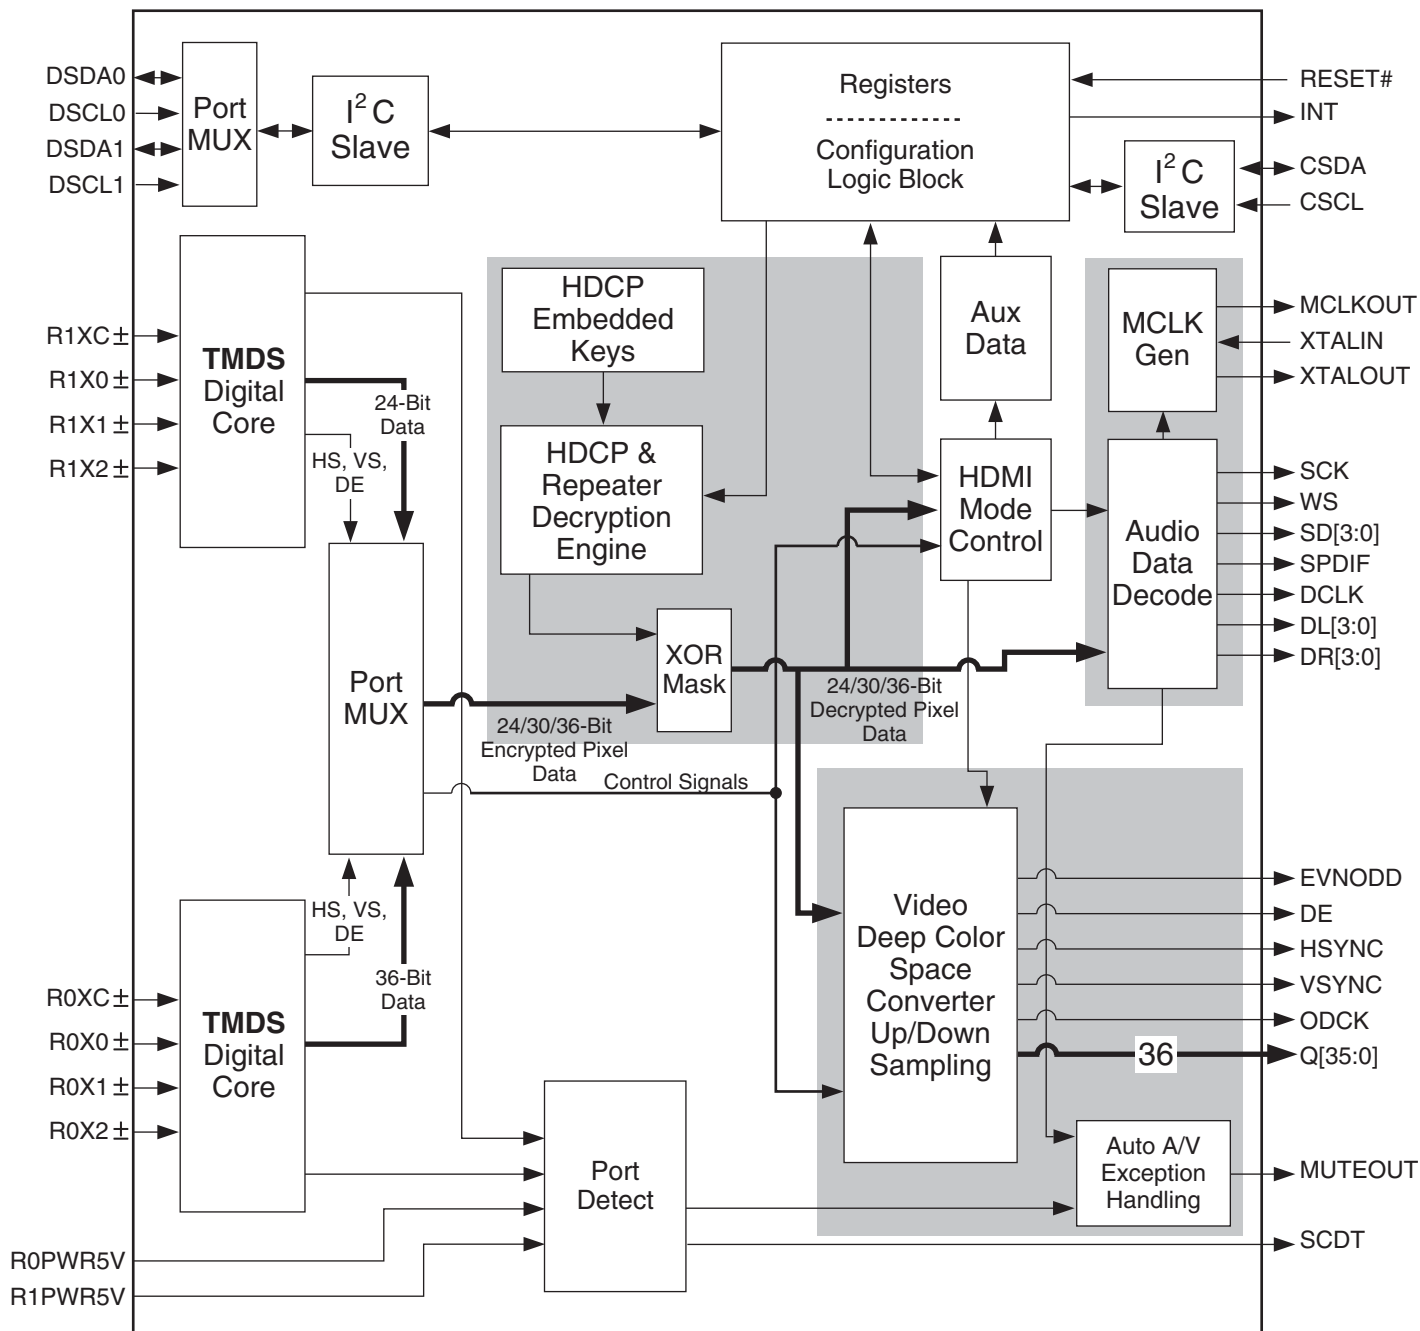 DSDA0
DSCL0
DSDA1
DSCL1
Port
MUX
I² C
Slave
Registers
Configuration
Logic Block
RESET#
INT
I² C
Slave
CSDA
CSCL
R1XC±
R1X0±
R1X1±
R1X2±
TMDS
Digital
Core
24-Bit
Data
HS, VS,
DE
HDCP
Embedded
Keys
HDCP &
Repeater
Decryption
Engine
XOR
Mask
Aux
Data
HDMI
Mode
Control
MCLK
Gen
MCLKOUT
XTALIN
XTALOUT
Audio
Data
Decode
SCK
WS
SD[3:0]
SPDIF
DCLK
DL[3:0]
DR[3:0]
Port
MUX
24/30/36-Bit
Encrypted Pixel
Data
24/30/36-Bit
Decrypted Pixel
Data
Control Signals
HS, VS,
DE
36-Bit
Data
R0XC±
R0X0±
R0X1±
R0X2±
TMDS
Digital
Core
Video
Deep Color
Space
Converter
Up/Down
Sampling
EVNODD
DE
HSYNC
VSYNC
ODCK
36
Q[35:0]
Port
Detect
Auto A/V
Exception
Handling
MUTEOUT
SCDT
R0PWR5V
R1PWR5V